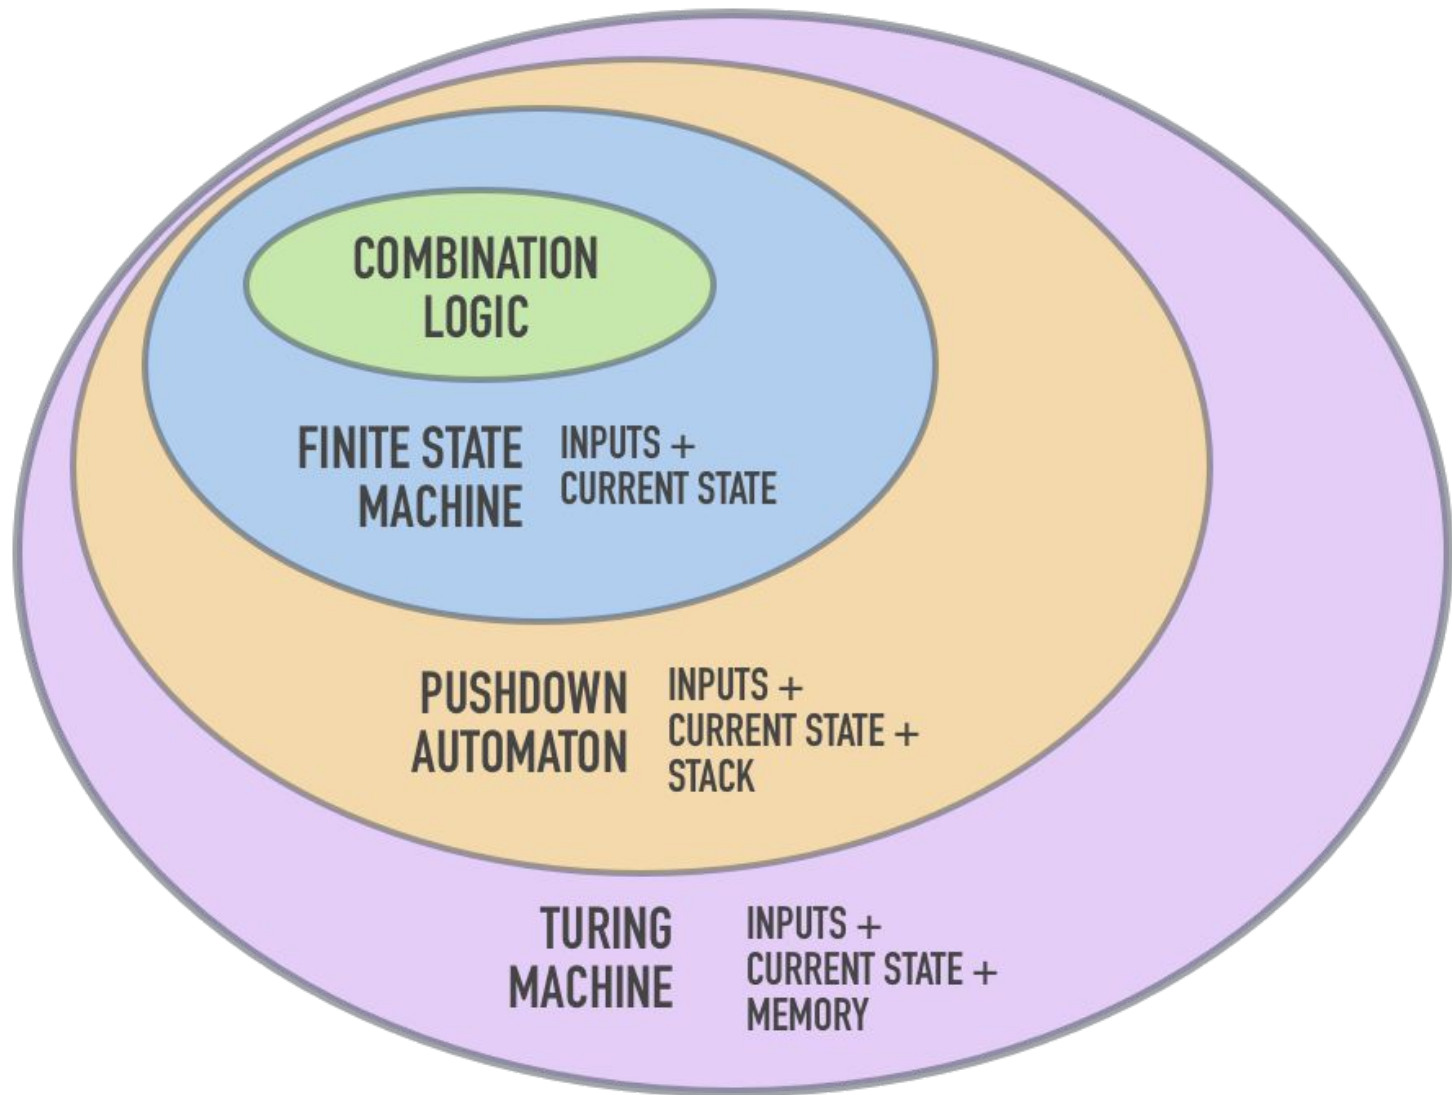 COMBINATION
LOGIC
FINITE STATE
MACHINE
INPUTS +
CURRENT STATE
PUSHDOWN
AUTOMATON
INPUTS +
CURRENT STATE +
STACK
TURING
MACHINE
INPUTS +
CURRENT STATE +
MEMORY